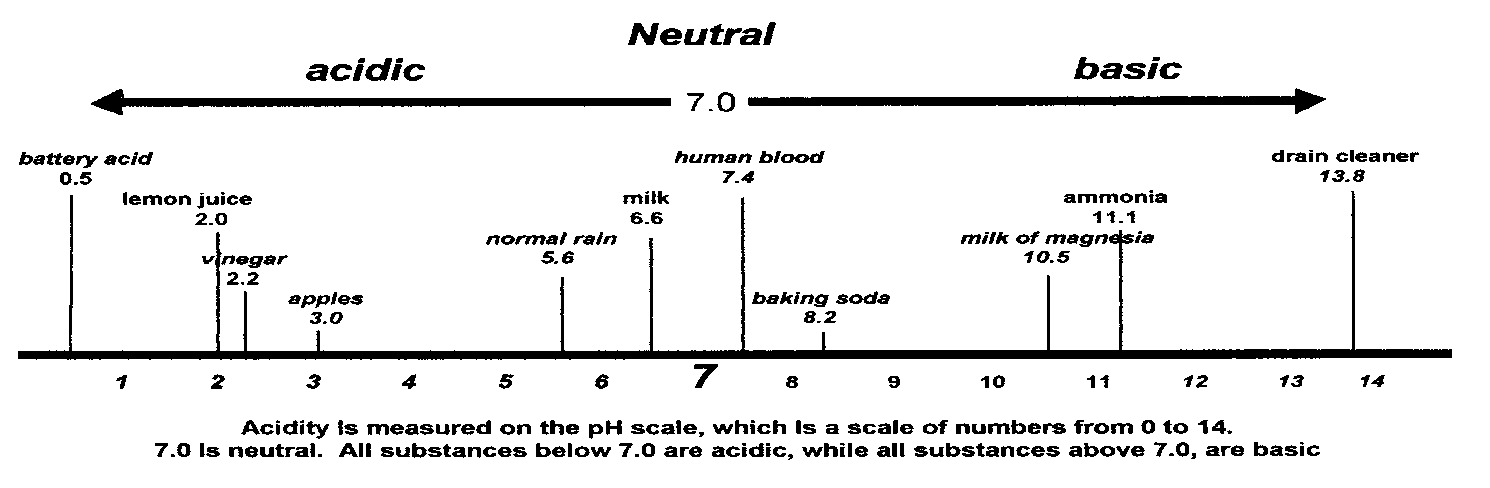 Neutral
acidic
basic
7.0
battery acid
0.5
lemon juice
2.0
vinegar
2.2
apples
3.0
normal rain
5.6
milk
6.6
human blood
7.4
baking soda
8.2
milk of magnesia
10.5
ammonia
11.1
drain cleaner
13.8
1 2 3 4 5 6 7 8 9 10 11 12 13 14
Acidity is measured on the pH scale, which is a scale of numbers from 0 to 14.
7.0 is neutral. All substances below 7.0 are acidic, while all substances above 7.0, are basic